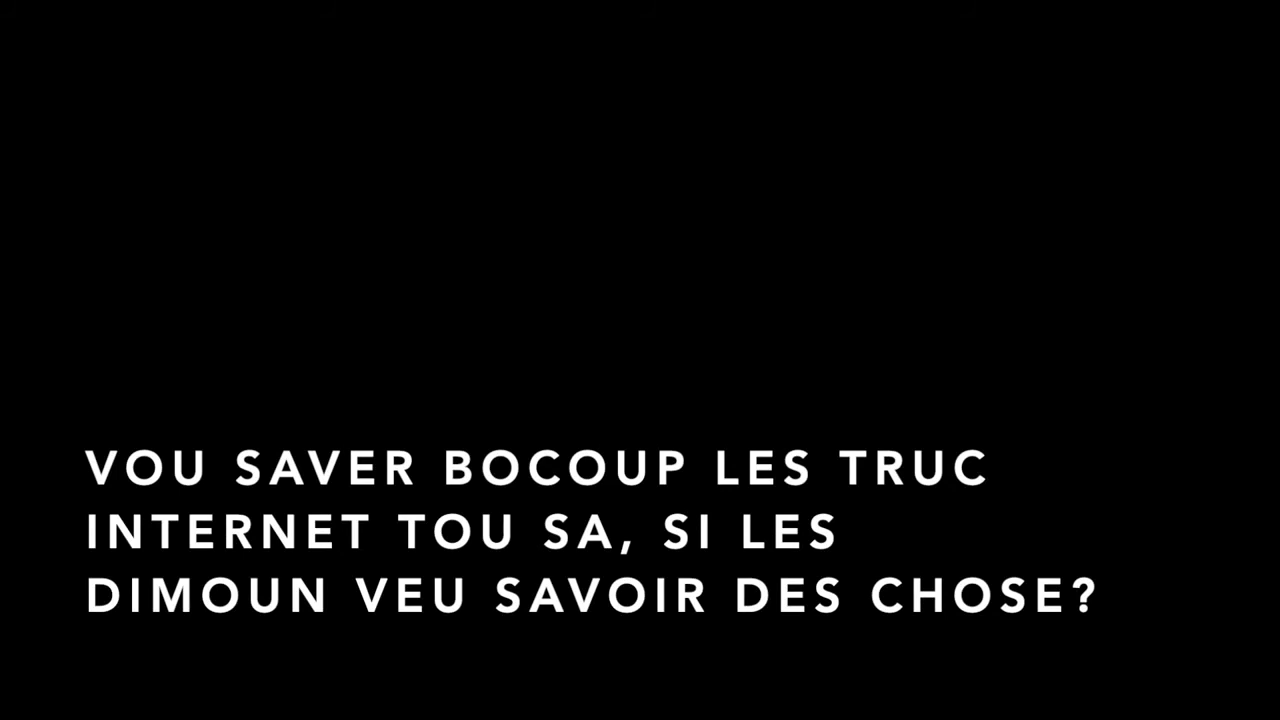 VOU SAVER BOCOUP LES TRUC
INTERNET TOU SA, SI LES
DIMOUN VEU SAVOIR DES CHOSE?